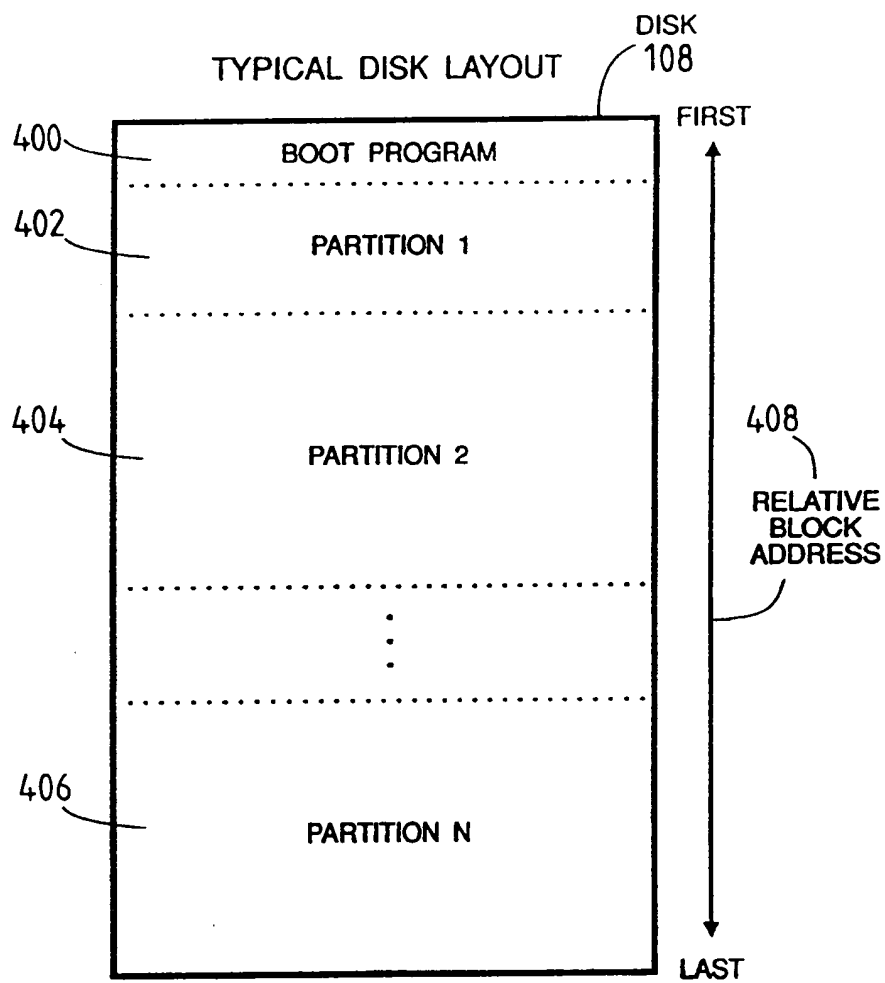 DISK
108
TYPICAL DISK LAYOUT
FIRST
400
BOOT PROGRAM
402
PARTITION 1
404
PARTITION 2
408
RELATIVE
BLOCK
ADDRESS
406
PARTITION N
LAST